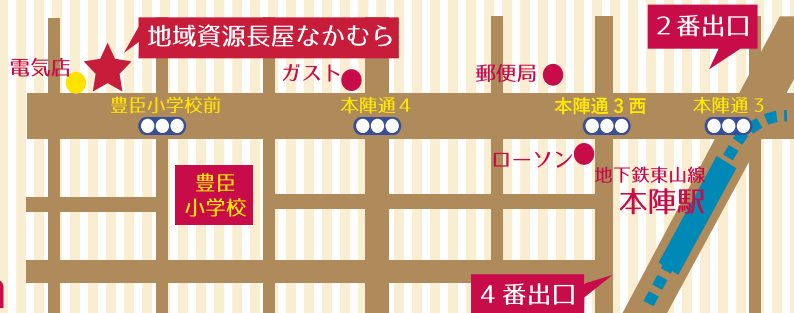 2番出口
地域資源長屋なかむら
電気店
ガスト
郵便局
豊臣小学校前
本陣通4
本陣通3西
本陣通3
ローソン
地下鉄東山線
本陣駅
豊臣
小学校
4番出口